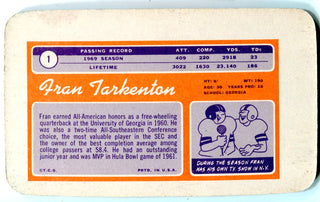 1
PASSING RECORD ATT. COMP. YDS. TDs
1969 SEASON 409 220 2918 23
LIFETIME 3022 1630 23,140 186
Fran Tarkenton
HT: 6' WT: 190
AGE: 30 YEARS PRO: 10
SCHOOL: GEORGIA
Fran earned All-American honors as a free-wheeling
quarterback at the University of Georgia in 1960. He
was also a two-time All-Southeastern Conference
choice, the most valuable player in the SEC and
the owner of the best completion average among
college passers at 58.4. He had an outstanding
junior year and was MVP in Hula Bowl game of 1961.
©T.C.G. PRTD. IN U.S.A.
DURING THE SEASON FRAN
HAS HIS OWN TV SHOW IN N.Y.